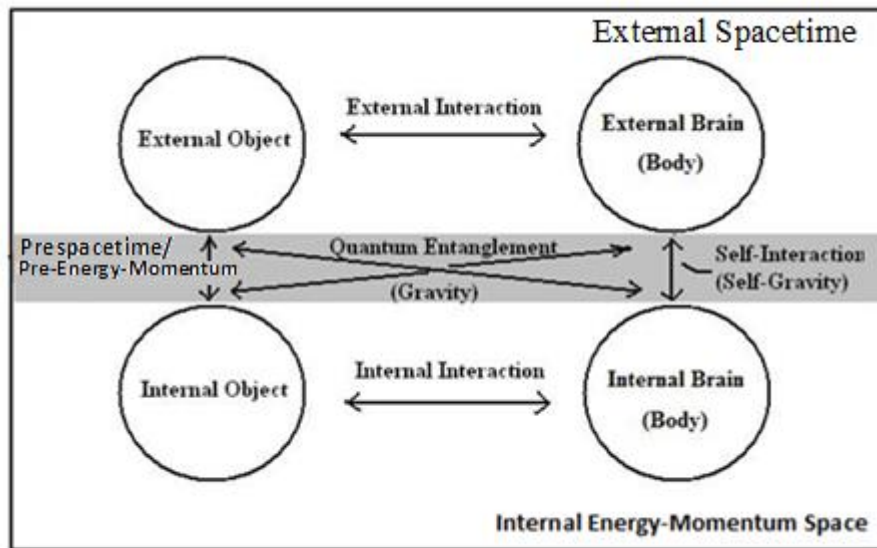 External Spacetime
External Interaction
External Object
External Brain
(Body)
Prespacetime/
Pre-Energy-Momentum
Quantum Entanglement
(Gravity)
Self-Interaction
(Self-Gravity)
Internal Interaction
Internal Object
Internal Brain
(Body)
Internal Energy-Momentum Space